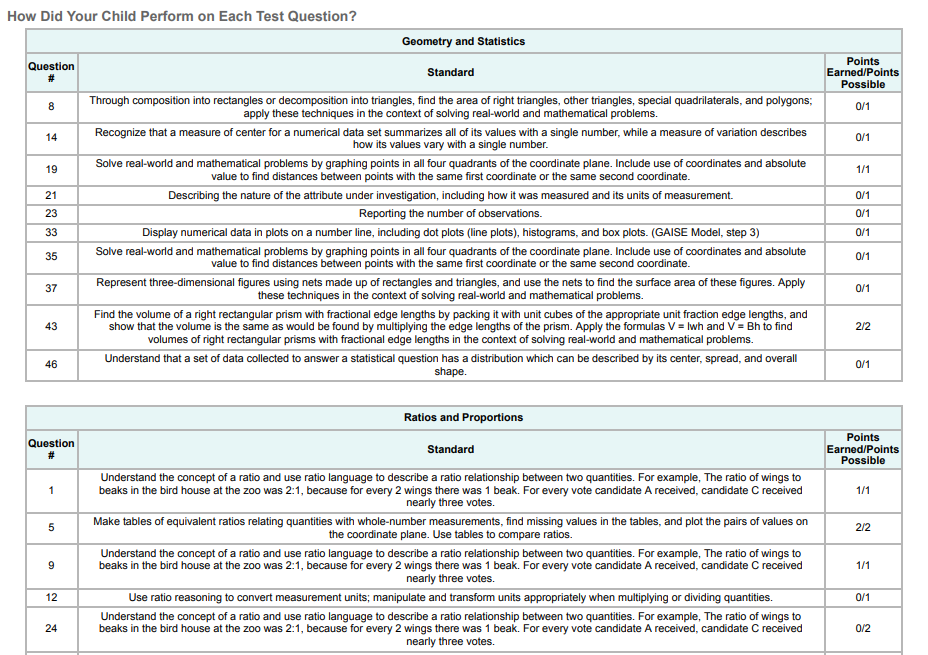 How Did Your Child Perform on Each Test Question?
Geometry and Statistics
Question
#
Standard
Points
Earned/Points
Possible
8
Through composition into rectangles or decomposition into triangles, find the area of right triangles, other triangles, special quadrilaterals, and polygons;
apply these techniques in the context of solving real-world and mathematical problems.
0/1
14
Recognize that a measure of center for a numerical data set summarizes all of its values with a single number, while a measure of variation describes
how its values vary with a single number.
0/1
19
Solve real-world and mathematical problems by graphing points in all four quadrants of the coordinate plane. Include use of coordinates and absolute
value to find distances between points with the same first coordinate or the same second coordinate.
1/1
21
Describing the nature of the attribute under investigation, including how it was measured and its units of measurement.
0/1
23
Reporting the number of observations.
0/1
33
Display numerical data in plots on a number line, including dot plots (line plots), histograms, and box plots. (GAISE Model, step 3)
0/1
35
Solve real-world and mathematical problems by graphing points in all four quadrants of the coordinate plane. Include use of coordinates and absolute
value to find distances between points with the same first coordinate or the same second coordinate.
0/1
37
Represent three-dimensional figures using nets made up of rectangles and triangles, and use the nets to find the surface area of these figures. Apply
these techniques in the context of solving real-world and mathematical problems.
0/1
43
Find the volume of a right rectangular prism with fractional edge lengths by packing it with unit cubes of the appropriate unit fraction edge lengths, and
show that the volume is the same as would be found by multiplying the edge lengths of the prism. Apply the formulas V = lwh and V = Bh to find
volumes of right rectangular prisms with fractional edge lengths in the context of solving real-world and mathematical problems.
2/2
46
Understand that a set of data collected to answer a statistical question has a distribution which can be described by its center, spread, and overall
shape.
0/1
Ratios and Proportions
Question
#
Standard
Points
Earned/Points
Possible
1
Understand the concept of a ratio and use ratio language to describe a ratio relationship between two quantities. For example, The ratio of wings to
beaks in the bird house at the zoo was 2:1, because for every 2 wings there was 1 beak. For every vote candidate A received, candidate C received
nearly three votes.
1/1
5
Make tables of equivalent ratios relating quantities with whole-number measurements, find missing values in the tables, and plot the pairs of values on
the coordinate plane. Use tables to compare ratios.
2/2
9
Understand the concept of a ratio and use ratio language to describe a ratio relationship between two quantities. For example, The ratio of wings to
beaks in the bird house at the zoo was 2:1, because for every 2 wings there was 1 beak. For every vote candidate A received, candidate C received
nearly three votes.
1/1
12
Use ratio reasoning to convert measurement units; manipulate and transform units appropriately when multiplying or dividing quantities.
0/1
24
Understand the concept of a ratio and use ratio language to describe a ratio relationship between two quantities. For example, The ratio of wings to
beaks in the bird house at the zoo was 2:1, because for every 2 wings there was 1 beak. For every vote candidate A received, candidate C received
nearly three votes.
0/2